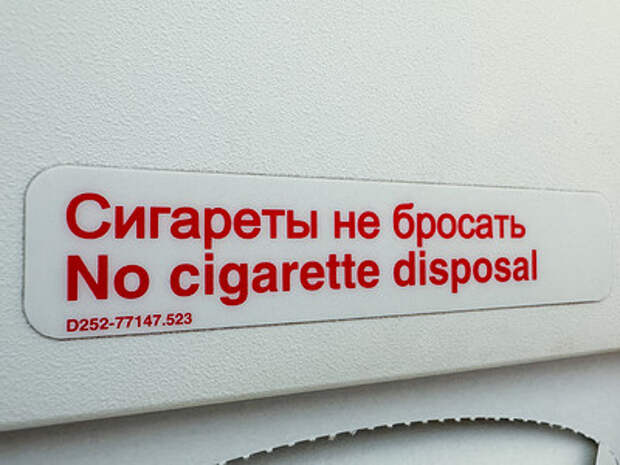 Сигареты не бросать
No cigarette disposal
D252-77147.523